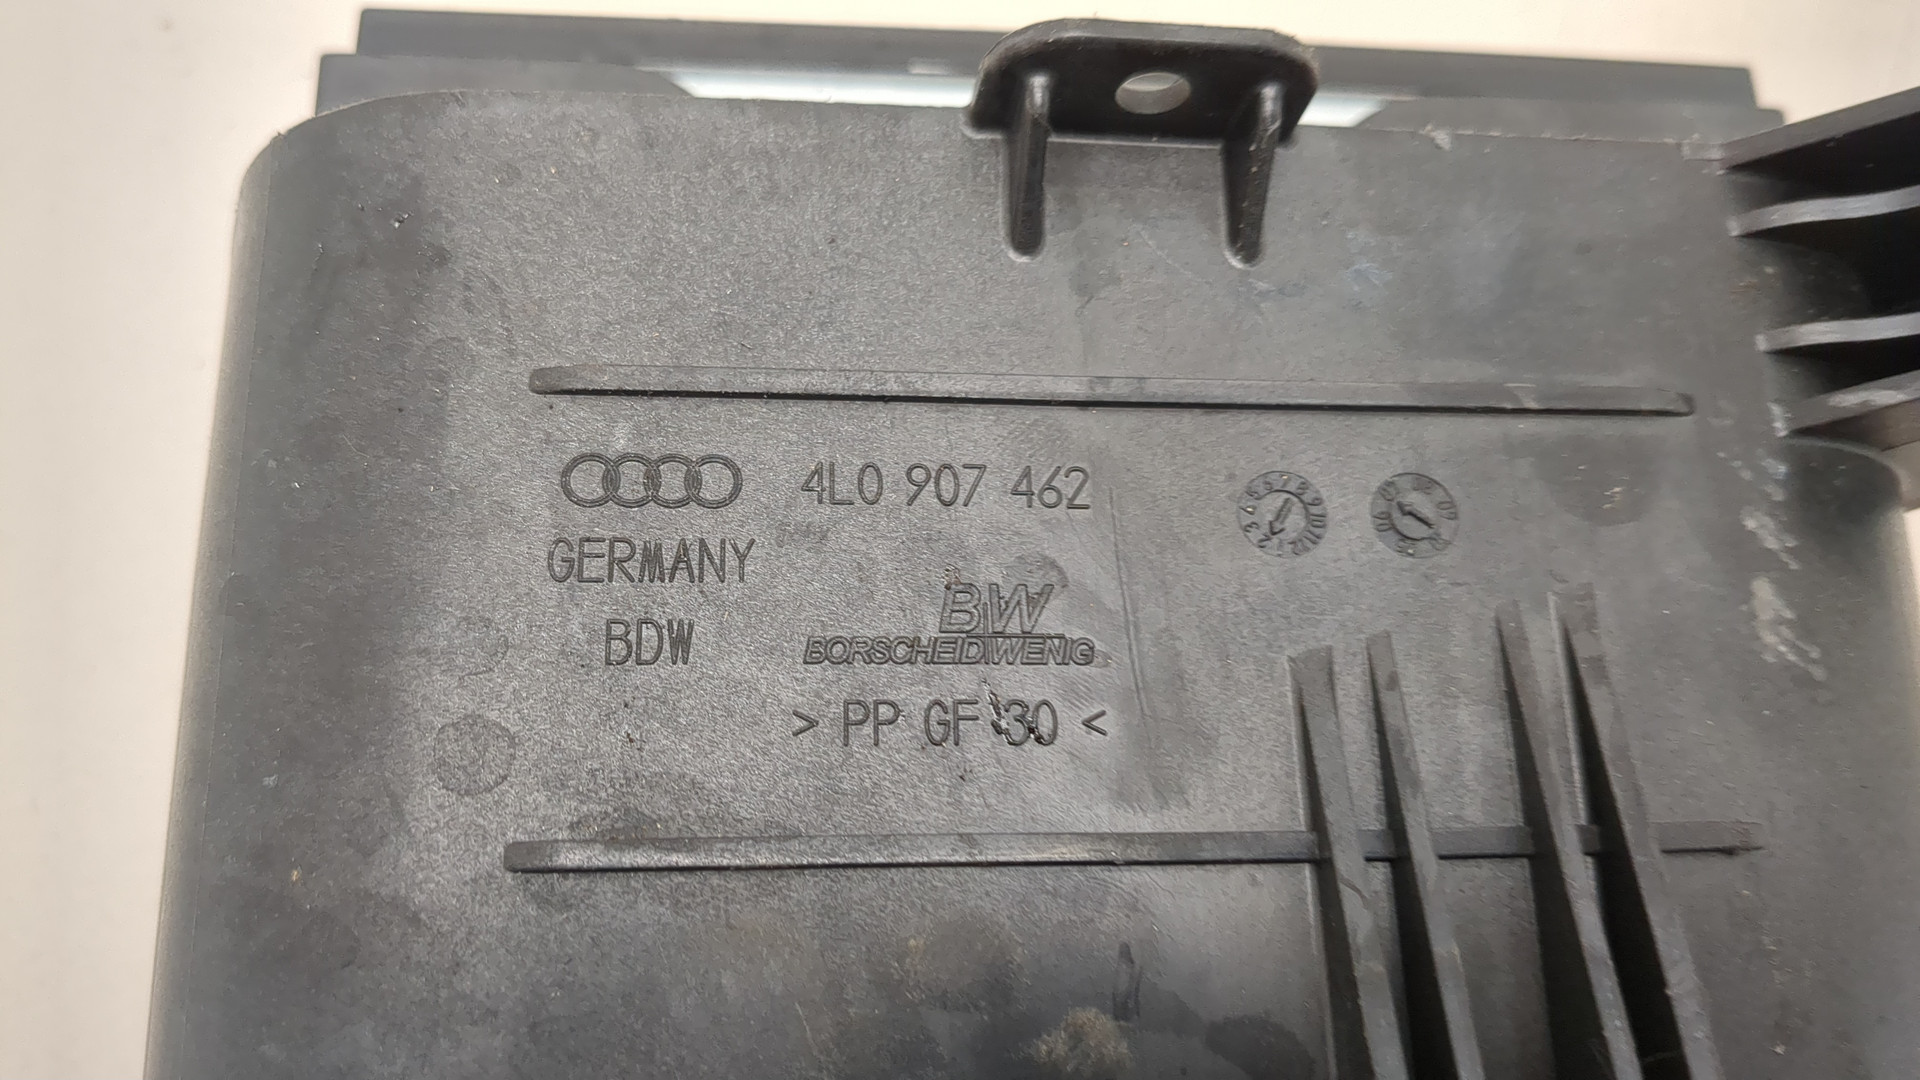 4L0 907 462
GERMANY
BDW
BW
BORSCHEIDWENIG
> PP GF 30 <